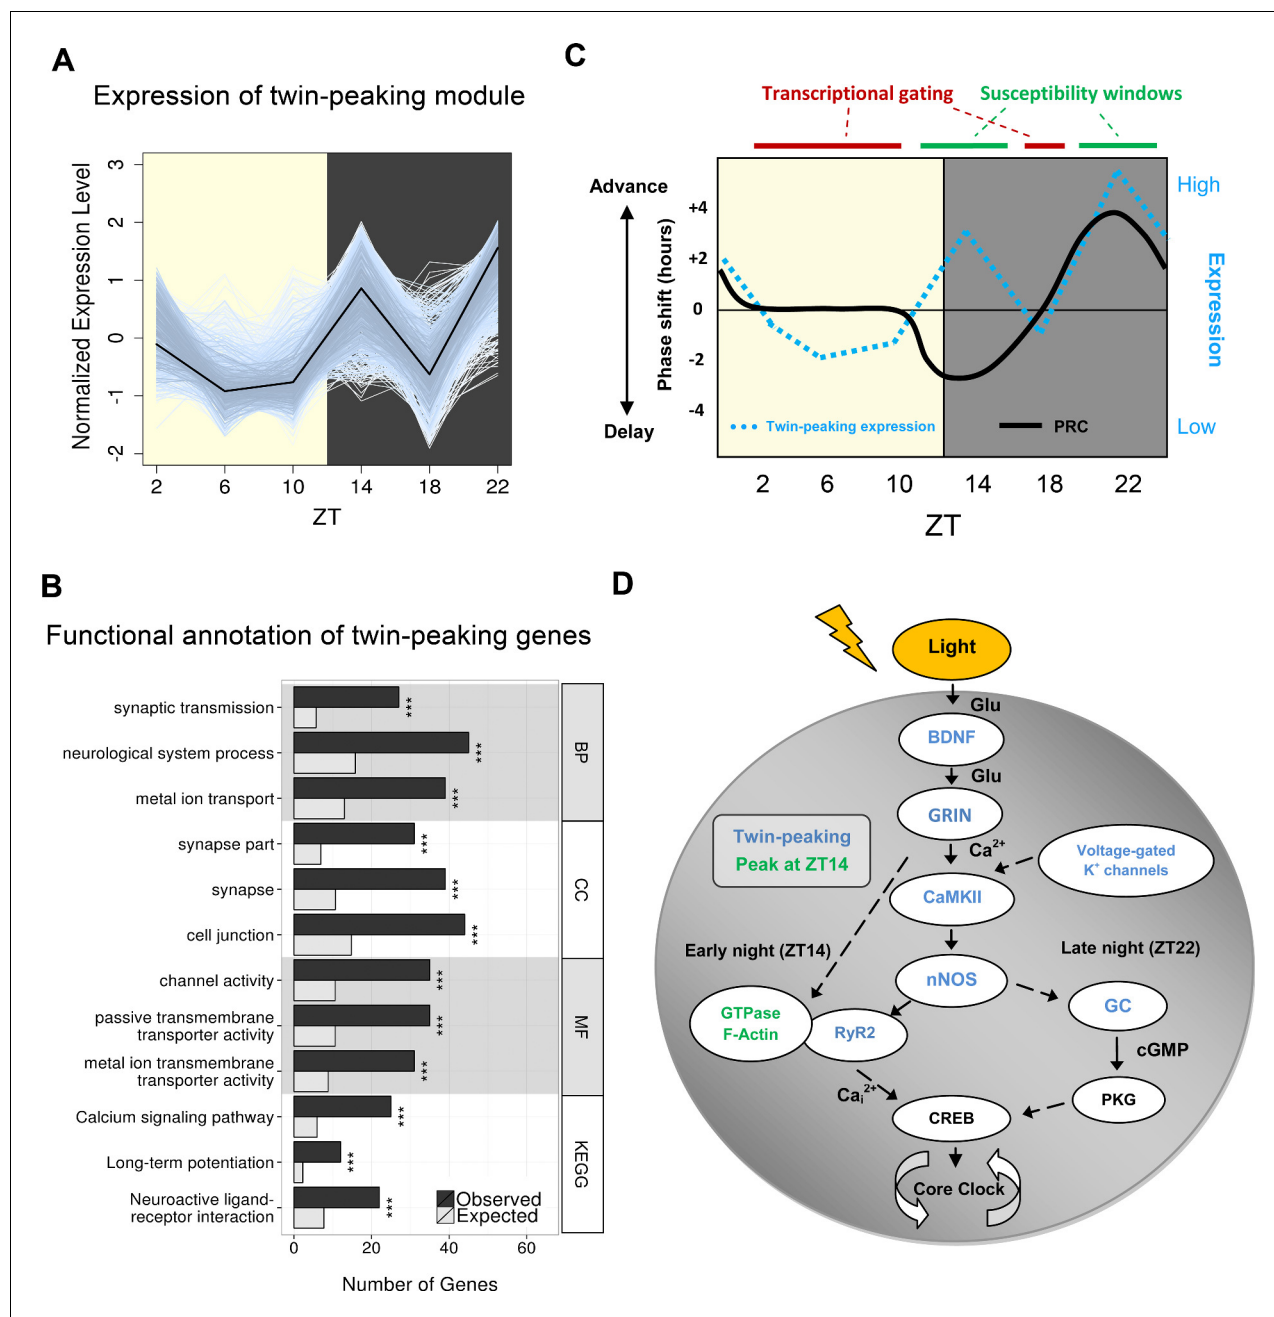 A
Expression of twin-peaking module
Normalized Expression Level
3
2
1
0
-1
-2
2 6 10 14 18 22
ZT
C
Transcriptional gating Susceptibility windows
Advance
Delay
Phase shift (hours)
+4
+2
0
-2
-4
High
Expression
Low
Twin-peaking expression
PRC
2 6 10 14 18 22
ZT
B
Functional annotation of twin-peaking genes
synaptic transmission
***
neurological system process
***
metal ion transport
***
BP
synapse part
***
synapse
***
cell junction
***
CC
channel activity
***
passive transmembrane
transporter activity
***
metal ion transmembrane
transporter activity
***
MF
Calcium signaling pathway
***
Long-term potentiation
***
Neuroactive ligand-
receptor interaction
***
KEGG
Observed
Expected
0 20 40 60
Number of Genes
D
Light
Glu
BDNF
Glu
GRIN
Twin-peaking
Peak at ZT14
Ca2+
Voltage-gated
K+ channels
CaMKII
Early night (ZT14)
Late night (ZT22)
nNOS
GC
GTPase
F-Actin
RyR2
cGMP
Cai2+
PKG
CREB
Core Clock